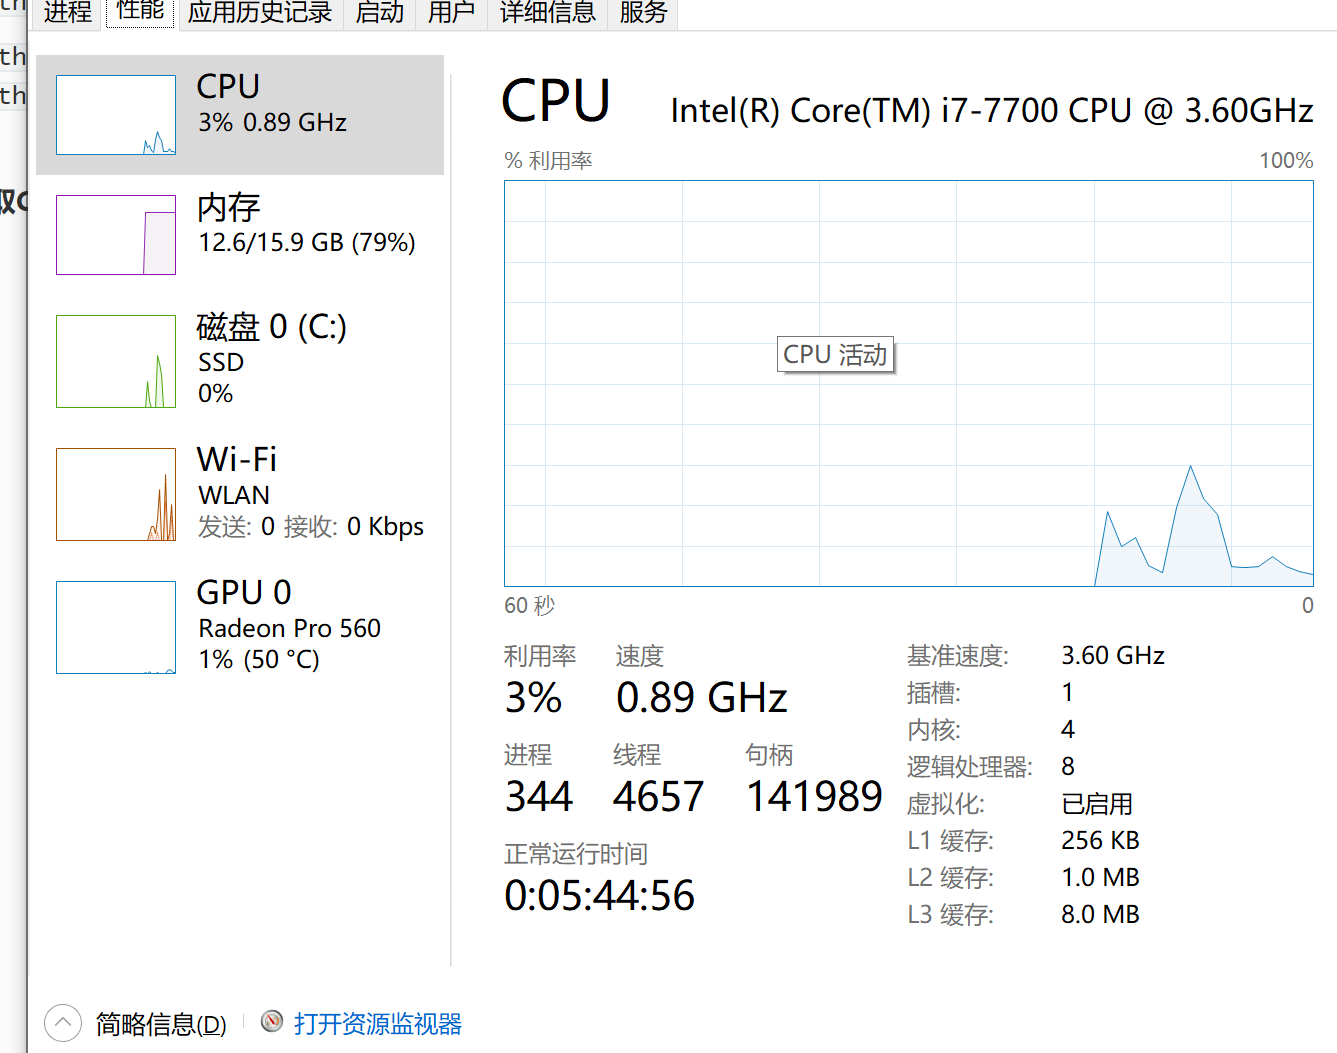 进程 性能 应用历史记录 启动 用户 详细信息 服务
th
th
CPU
3% 0.89 GHz
内存
12.6/15.9 GB (79%)
磁盘 0 (C:)
SSD
0%
Wi-Fi
WLAN
发送: 0 接收: 0 Kbps
GPU 0
Radeon Pro 560
1% (50 °C)
CPU Intel(R) Core(TM) i7-7700 CPU @ 3.60GHz
% 利用率 100%
CPU 活动
60 秒 0
利用率 速度
3% 0.89 GHz
进程 线程 句柄
344 4657 141989
正常运行时间
0:05:44:56
基准速度: 3.60 GHz
插槽: 1
内核: 4
逻辑处理器: 8
虚拟化: 已启用
L1 缓存: 256 KB
L2 缓存: 1.0 MB
L3 缓存: 8.0 MB
简略信息(D) 打开资源监视器